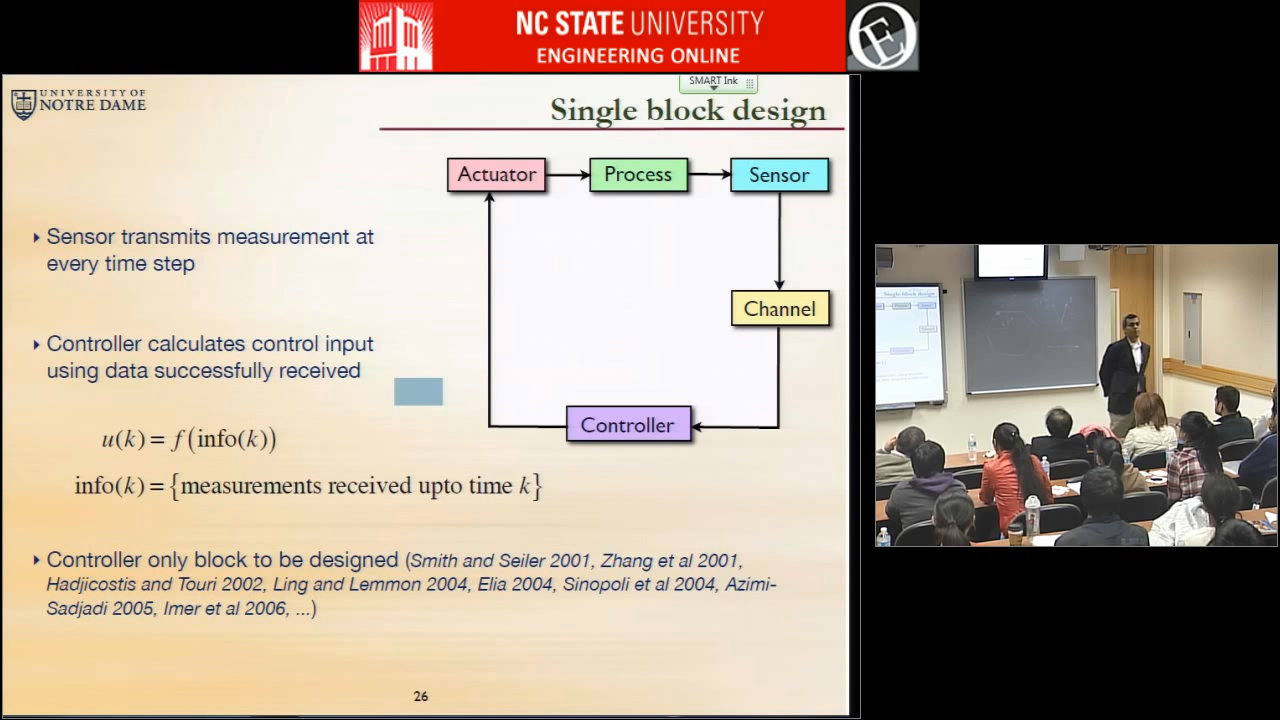 NC STATE UNIVERSITY
ENGINEERING ONLINE
SMART Ink
UNIVERSITY OF
NOTRE DAME
Single block design
Actuator
Process
Sensor
Sensor transmits measurement at
every time step
Channel
Controller calculates control input
using data successfully received
Controller
u(k) = f(info(k))
info(k) = {measurements received upto time k}
Controller only block to be designed (Smith and Seiler 2001, Zhang et al 2001,
Hadjicostis and Touri 2002, Ling and Lemmon 2004, Elia 2004, Sinopoli et al 2004, Azimi-
Sadjadi 2005, Imer et al 2006, ...)
26
Single block design